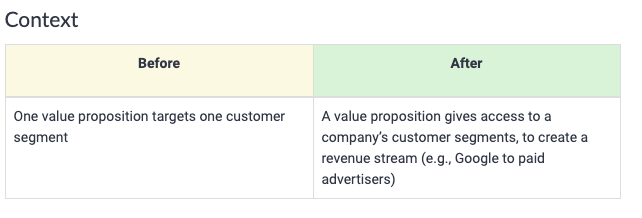 Context
Before
After
One value proposition targets one customer
segment
A value proposition gives access to a
company's customer segments, to create a
revenue stream (e.g., Google to paid
advertisers)